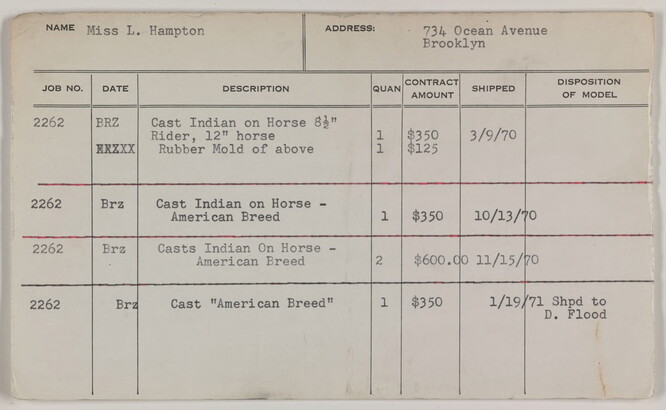 NAME Miss L. Hampton ADDRESS: 734 Ocean Avenue
Brooklyn
JOB NO. DATE DESCRIPTION QUAN CONTRACT AMOUNT SHIPPED DISPOSITION OF MODEL
2262 BRZ Cast Indian on Horse 8½"
Rider, 12" horse 1 $350 3/9/70
Rubber Mold of above 1 $125
2262 Brz Cast Indian on Horse -
American Breed 1 $350 10/13/70
2262 Brz Casts Indian On Horse -
American Breed 2 $600.00 11/15/70
2262 Brz Cast "American Breed" 1 $350 1/19/71 Shpd to
D. Flood